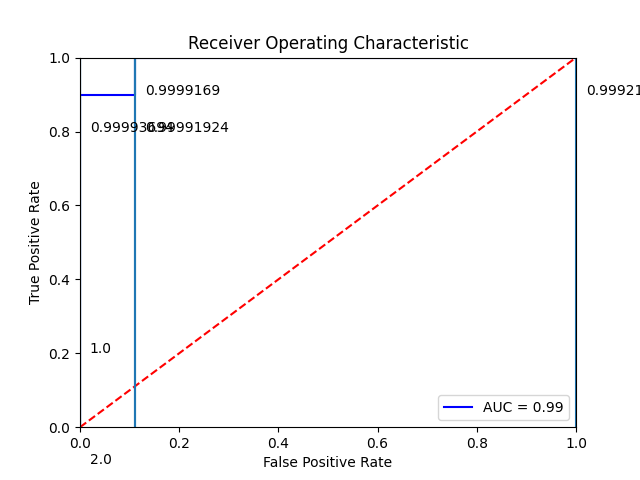 Receiver Operating Characteristic
1.0
0.9999169
0.99921
0.8
0.99991924
0.6
True Positive Rate
0.4
1.0
0.2
AUC = 0.99
0.0
0.0 0.2 0.4 0.6 0.8 1.0
2.0
False Positive Rate